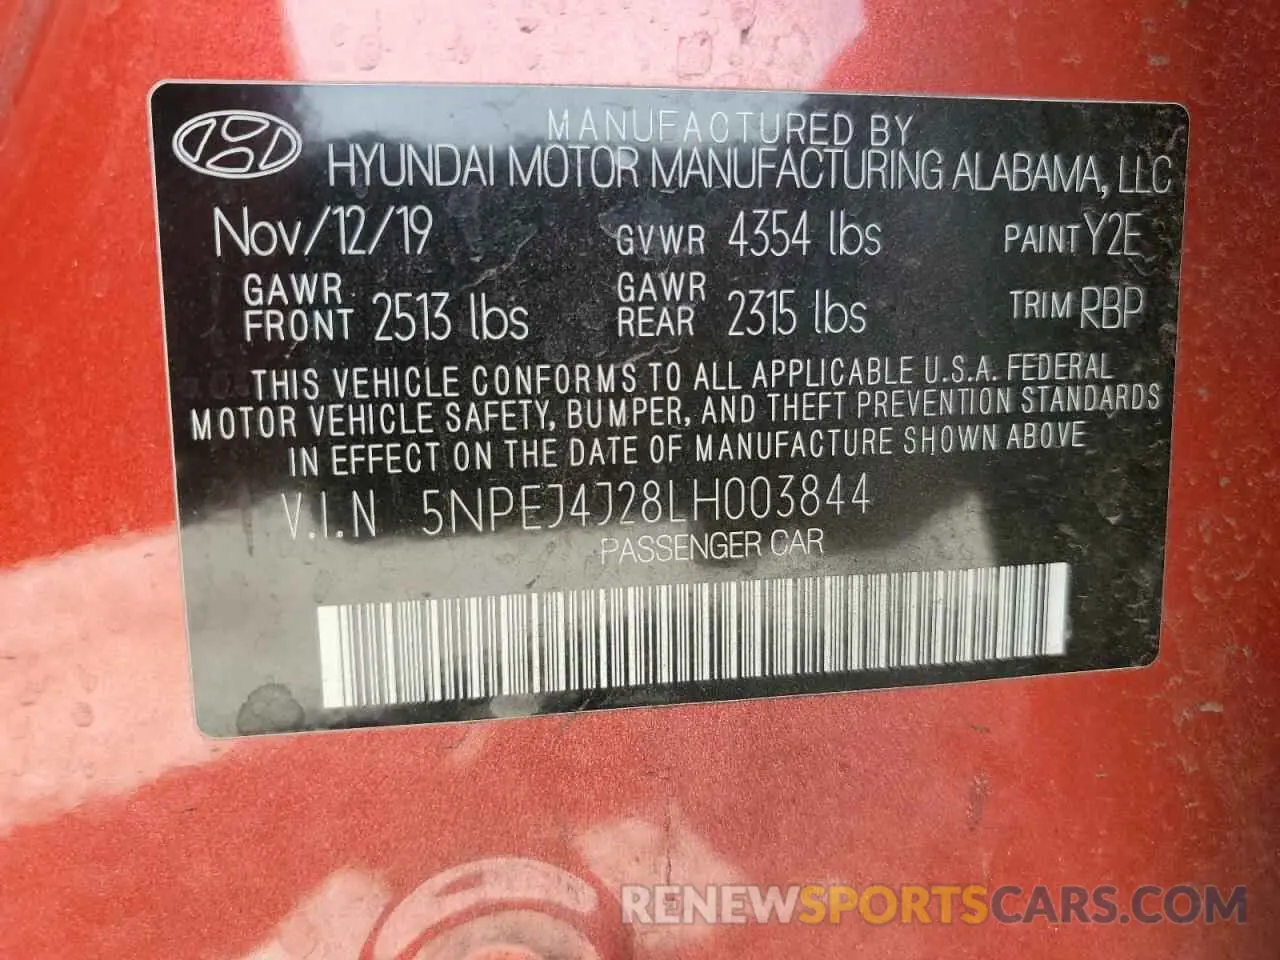 MANUFACTURED BY
HYUNDAI MOTOR MANUFACTURING ALABAMA, LLC
Nov/12/19 GVWR 4354 lbs PAINT Y2E
GAWR FRONT 2513 lbs GAWR REAR 2315 lbs TRIM RBP
THIS VEHICLE CONFORMS TO ALL APPLICABLE U.S.A. FEDERAL
MOTOR VEHICLE SAFETY, BUMPER, AND THEFT PREVENTION STANDARDS
IN EFFECT ON THE DATE OF MANUFACTURE SHOWN ABOVE
V.I.N 5NPEJ4J28LH003844
PASSENGER CAR
RENEWSPORTSCARS.COM